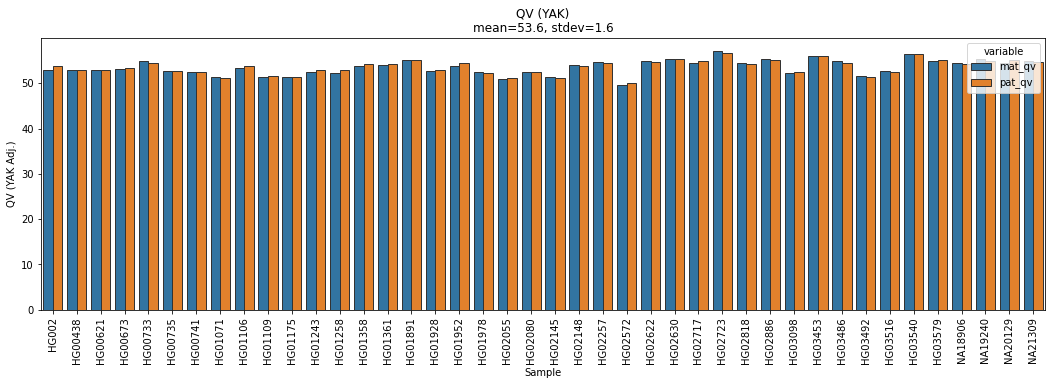 QV (YAK)
mean=53.6, stdev=1.6
variable
mat_qv
pat_qv
QV (YAK Adj.)
50
40
30
20
10
0
HG002
HG00438
HG00621
HG00673
HG00733
HG00735
HG00741
HG01071
HG01106
HG01109
HG01175
HG01243
HG01258
HG01358
HG01361
HG01891
HG01928
HG01952
HG01978
HG02055
HG02080
HG02145
HG02148
HG02257
HG02572
HG02622
HG02630
HG02717
HG02723
HG02818
HG02886
HG03098
HG03453
HG03486
HG03492
HG03516
HG03540
HG03579
NA18906
NA19240
NA20129
NA21309
Sample